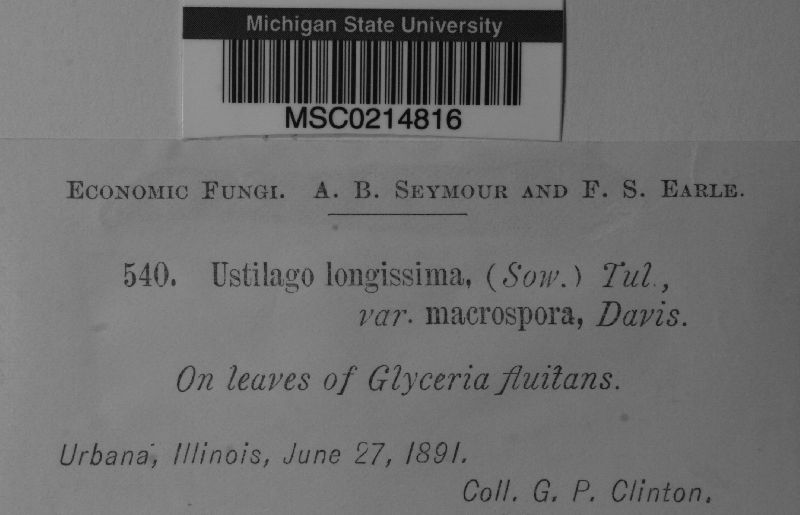 Michigan State University
MSC0214816
Economic Fungi. A. B. Seymour and F. S. Earle.
540. Ustilago longissima, (Sow.) Tul.,
var. macrospora, Davis.
On leaves of Glyceria fluitans.
Urbana, Illinois, June 27, 1891.
Coll. G. P. Clinton.